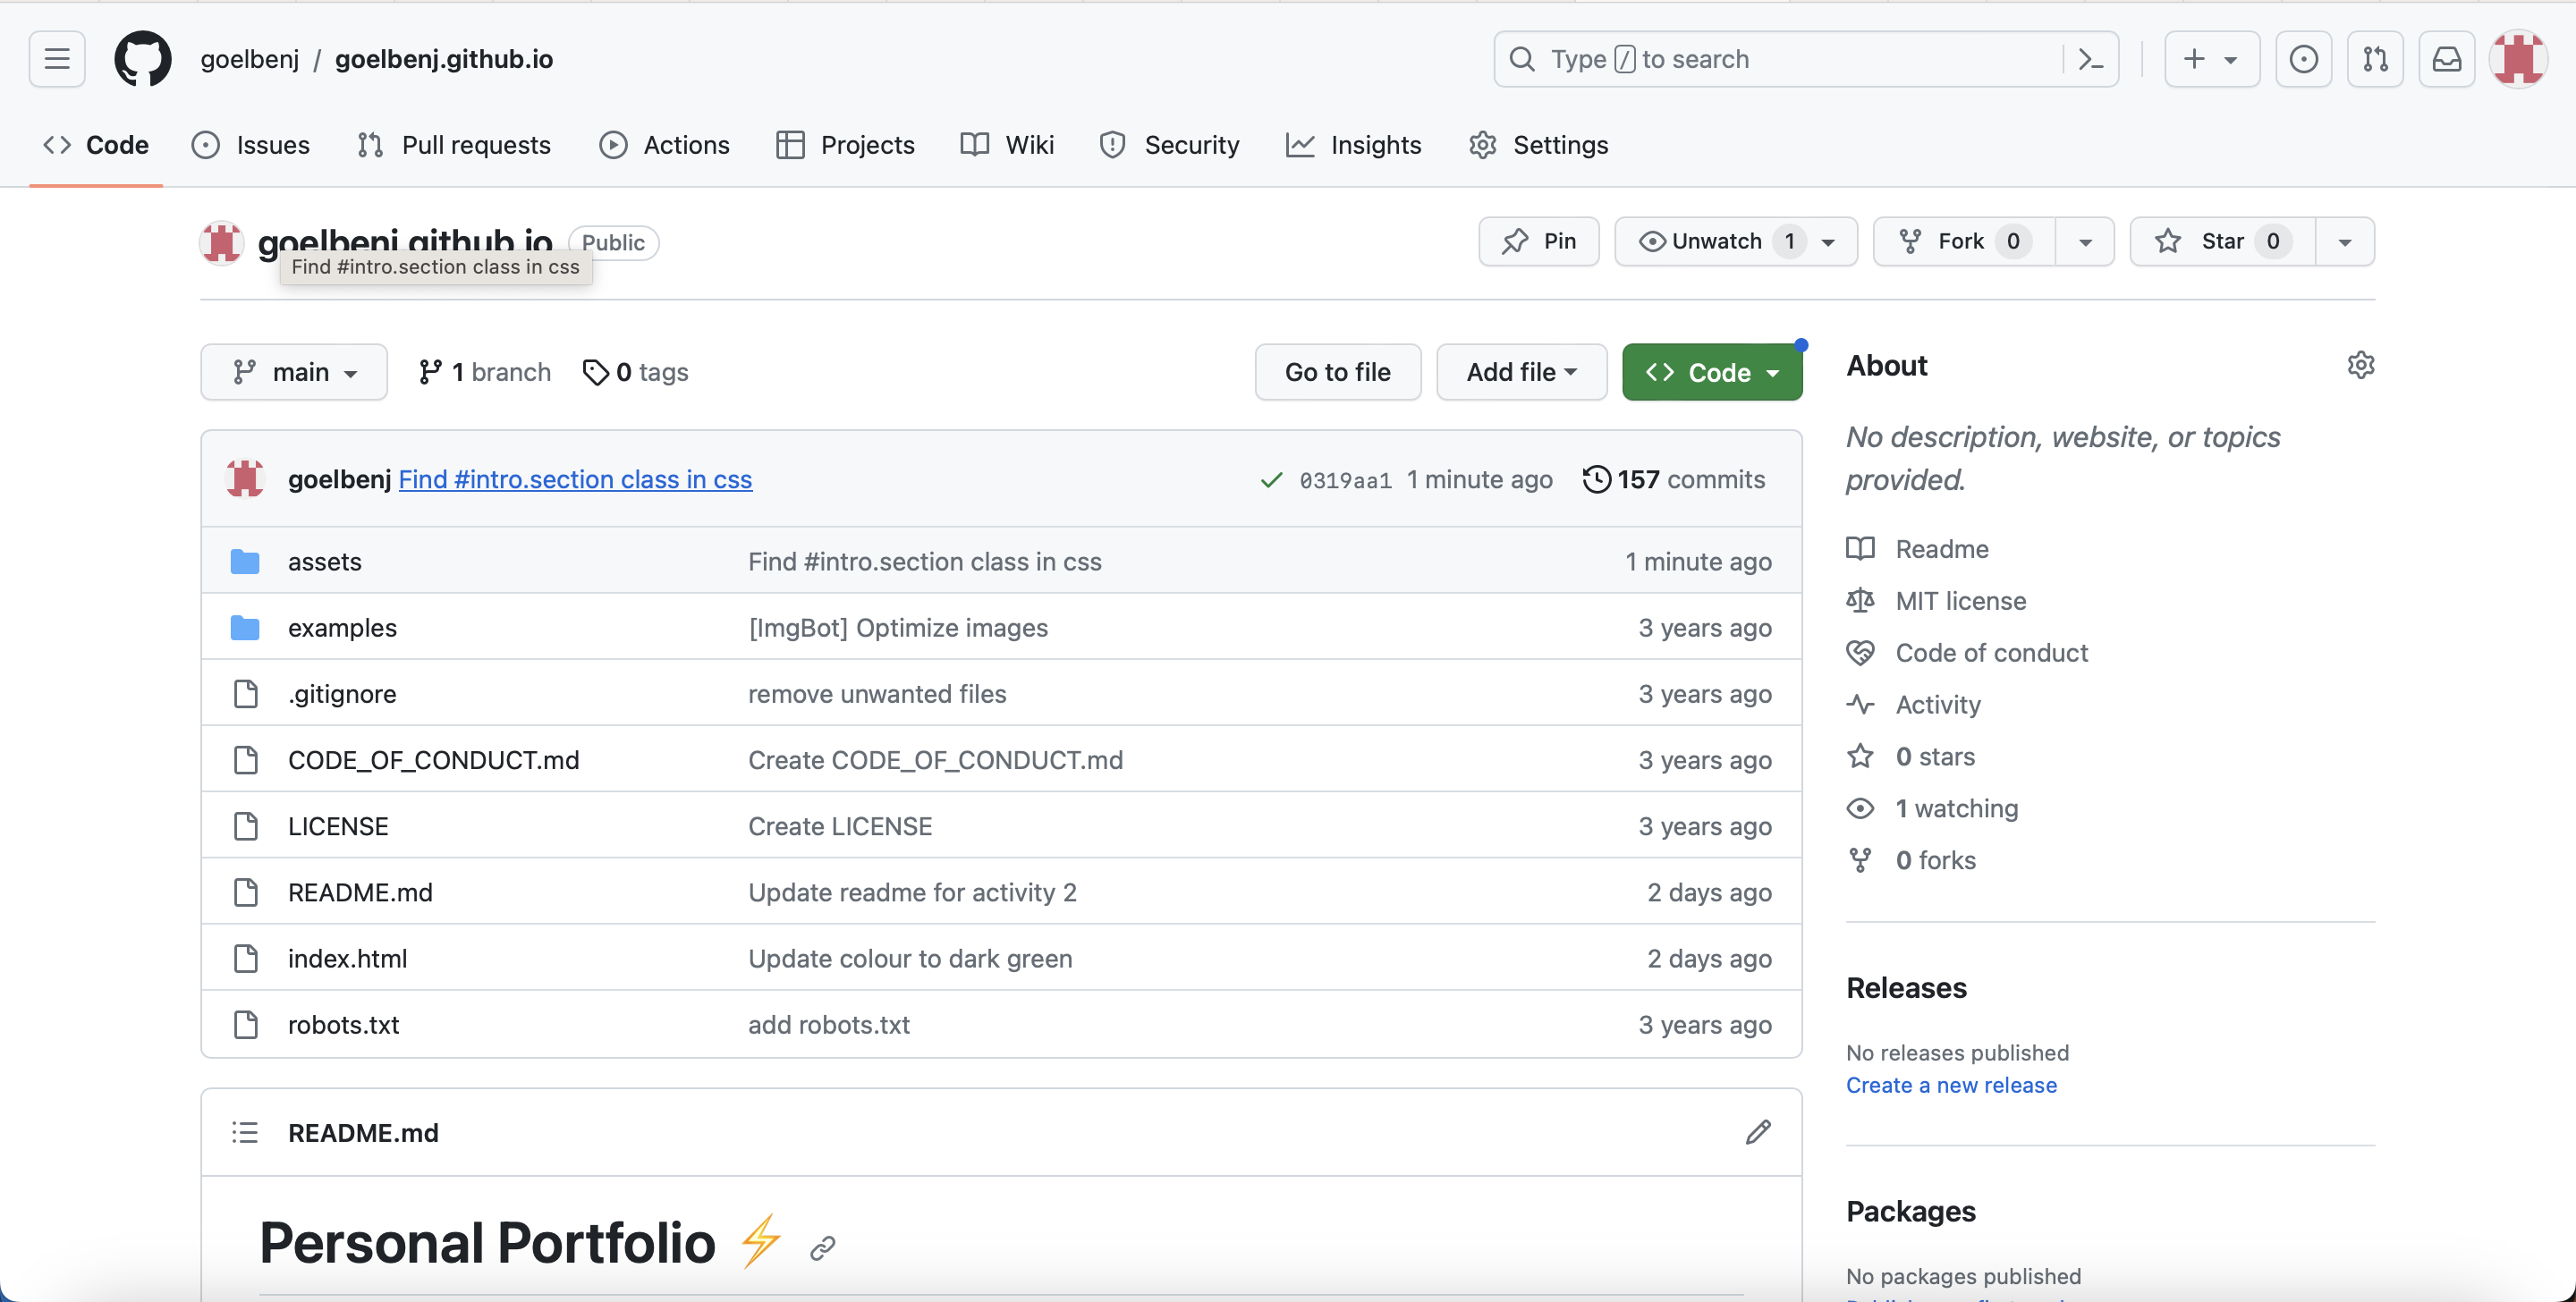 goelbenj / goelbenj.github.io
Type / to search
Code Issues Pull requests Actions Projects Wiki Security Insights Settings
goelbenj.github.io Public
Find #intro.section class in css
Pin Unwatch 1 Fork 0 Star 0
main 1 branch 0 tags Go to file Add file Code
goelbenj Find #intro.section class in css 0319aa1 1 minute ago 157 commits
assets Find #intro.section class in css 1 minute ago
examples [ImgBot] Optimize images 3 years ago
.gitignore remove unwanted files 3 years ago
CODE_OF_CONDUCT.md Create CODE_OF_CONDUCT.md 3 years ago
LICENSE Create LICENSE 3 years ago
README.md Update readme for activity 2 2 days ago
index.html Update colour to dark green 2 days ago
robots.txt add robots.txt 3 years ago
README.md
Personal Portfolio ⚡
About
No description, website, or topics
provided.
Readme
MIT license
Code of conduct
Activity
0 stars
1 watching
0 forks
Releases
No releases published
Create a new release
Packages
No packages published